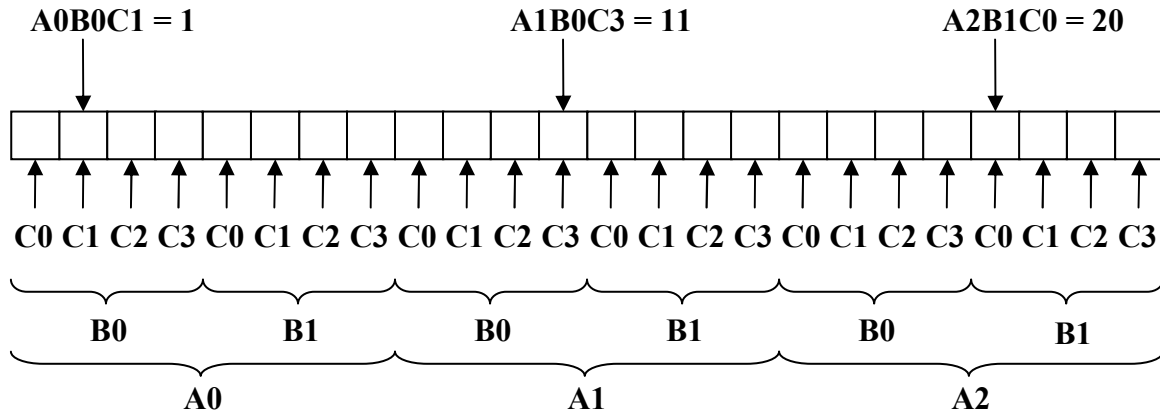 A0B0C1 = 1 A1B0C3 = 11 A2B1C0 = 20
C0 C1 C2 C3 C0 C1 C2 C3 C0 C1 C2 C3 C0 C1 C2 C3 C0 C1 C2 C3 C0 C1 C2 C3
B0 B1 B0 B1 B0 B1
A0 A1 A2